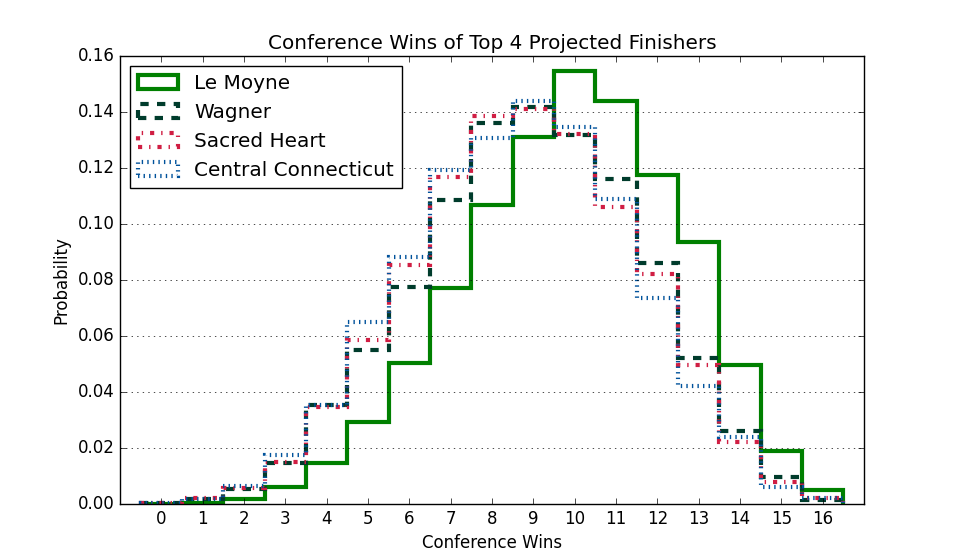 Conference Wins of Top 4 Projected Finishers
0.16
0.14
0.12
0.10
0.08
0.06
0.04
0.02
0.00
Probability
Le Moyne
Wagner
Sacred Heart
Central Connecticut
0 1 2 3 4 5 6 7 8 9 10 11 12 13 14 15 16
Conference Wins